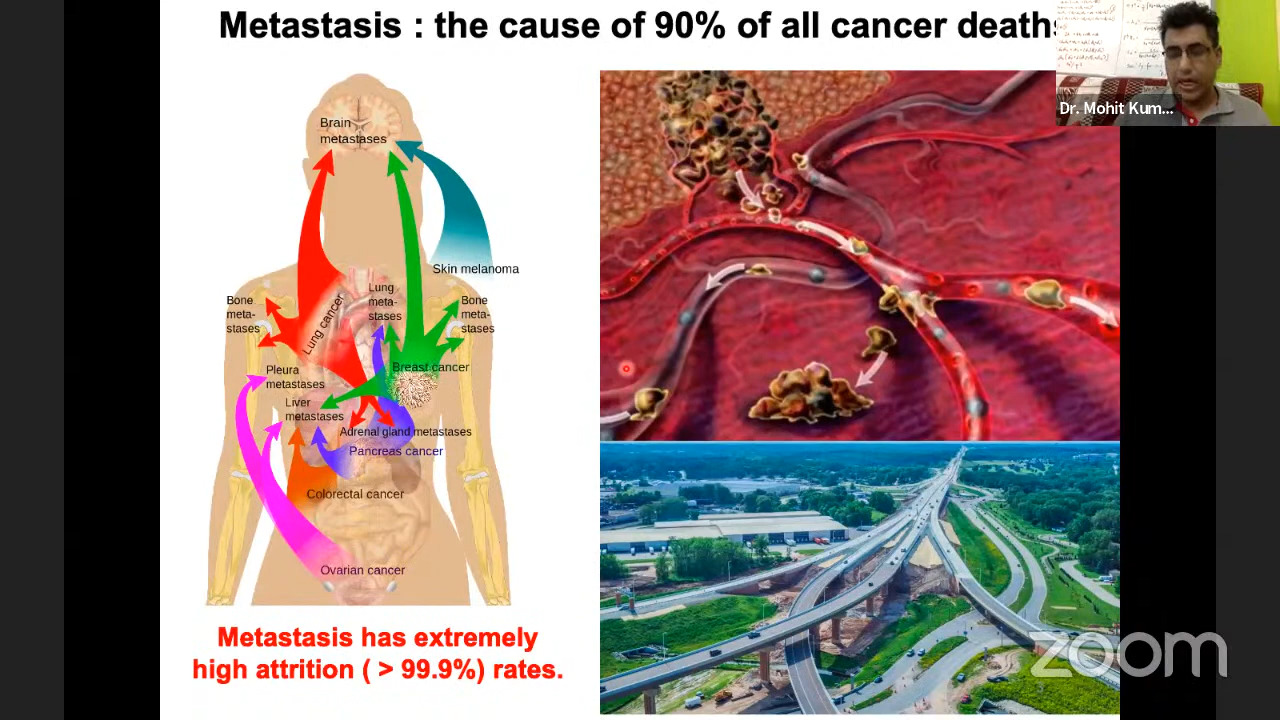 Metastasis : the cause of 90% of all cancer deaths
Dr. Mohit Kum...
Brain
metastases
Skin melanoma
Bone
meta-
stases
Lung cancer
Lung
meta-
stases
Bone
meta-
stases
Breast cancer
Pleura
metastases
Liver
metastases
Adrenal gland metastases
Pancreas cancer
Colorectal cancer
Ovarian cancer
Metastasis has extremely
high attrition ( > 99.9%) rates.
zoom